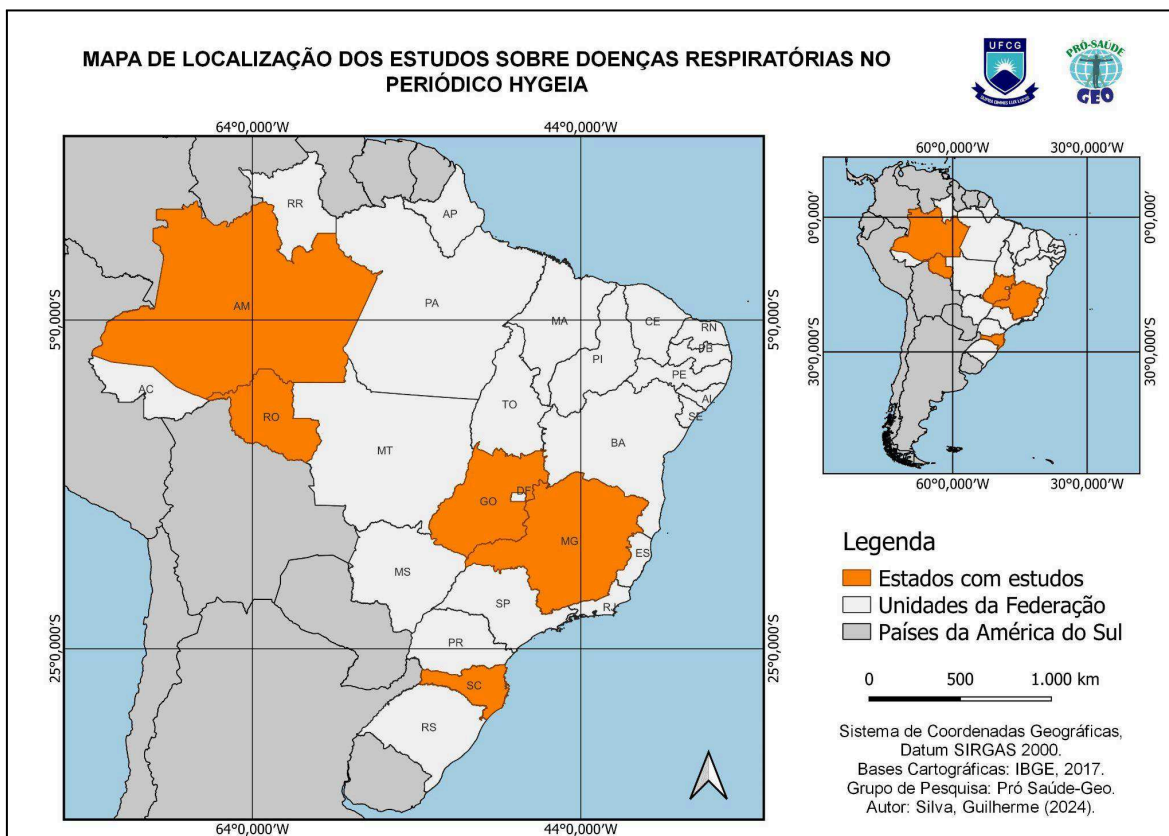 MAPA DE LOCALIZAÇÃO DOS ESTUDOS SOBRE DOENÇAS RESPIRATÓRIAS NO
PERIÓDICO HYGEIA
UFCG
PRÓ-SAÚDE
GEO
64°0,000'W
44°0,000'W
60°0,000'W
30°0,000'W
RR
AP
0°0,000'
0°0,000'
AM
PA
MA
CE
RN
PB
PI
PE
AL
SE
5°0,000'S
5°0,000'S
30°0,000'S
30°0,000'S
AC
RO
TO
BA
MT
GO
DF
MG
ES
MS
SP
RJ
PR
SC
RS
25°0,000'S
25°0,000'S
60°0,000'W
30°0,000'W
64°0,000'W
44°0,000'W
Legenda
Estados com estudos
Unidades da Federação
Países da América do Sul
0 500 1.000 km
Sistema de Coordenadas Geográficas,
Datum SIRGAS 2000.
Bases Cartográficas: IBGE, 2017.
Grupo de Pesquisa: Pró Saúde-Geo.
Autor: Silva, Guilherme (2024).